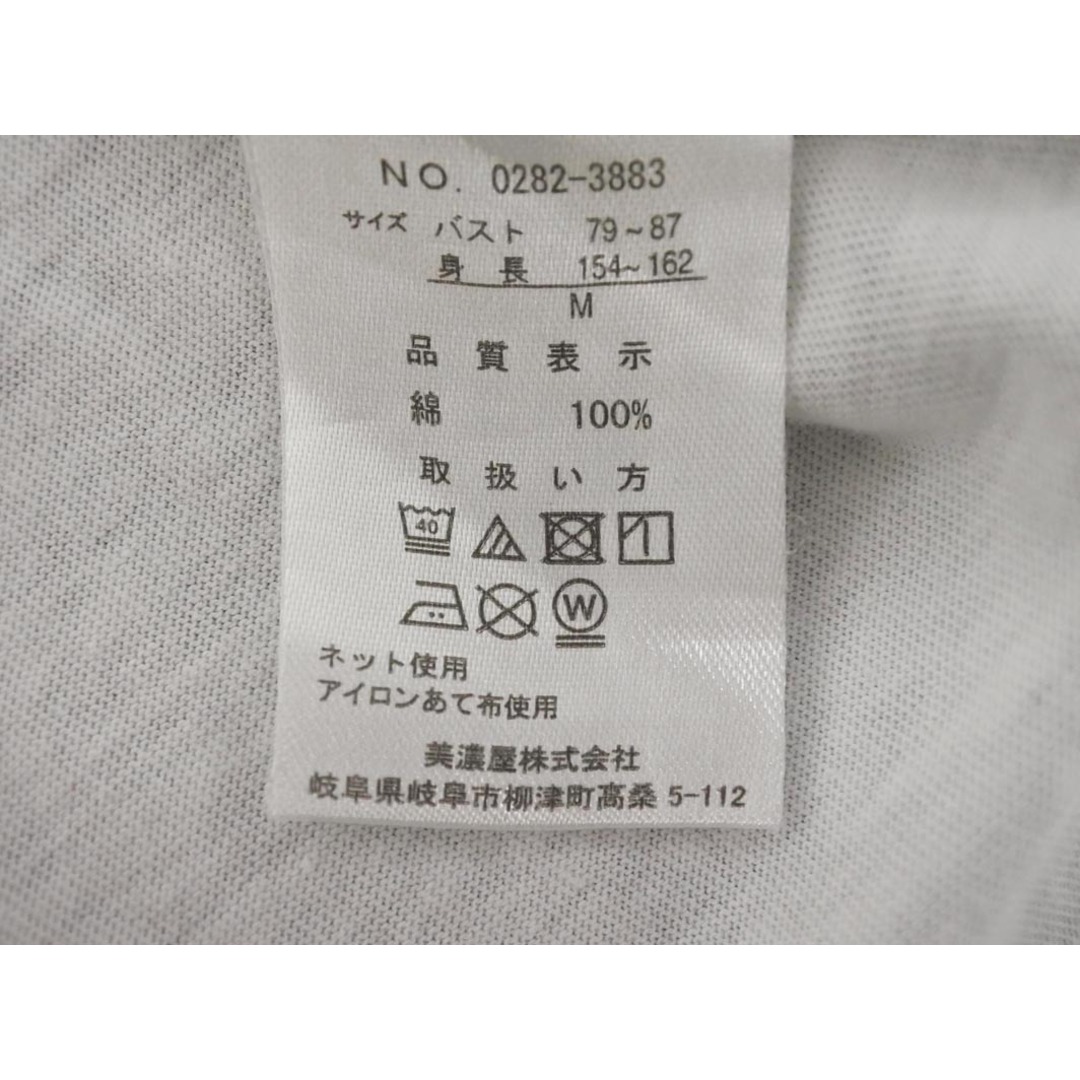 NO. 0282-3883
サイズ バスト 79~87
身長 154~162
M
品質表示
綿 100%
取扱い方
40
W
ネット使用
アイロンあて布使用
美濃屋株式会社
岐阜県岐阜市柳津町高桑 5-112